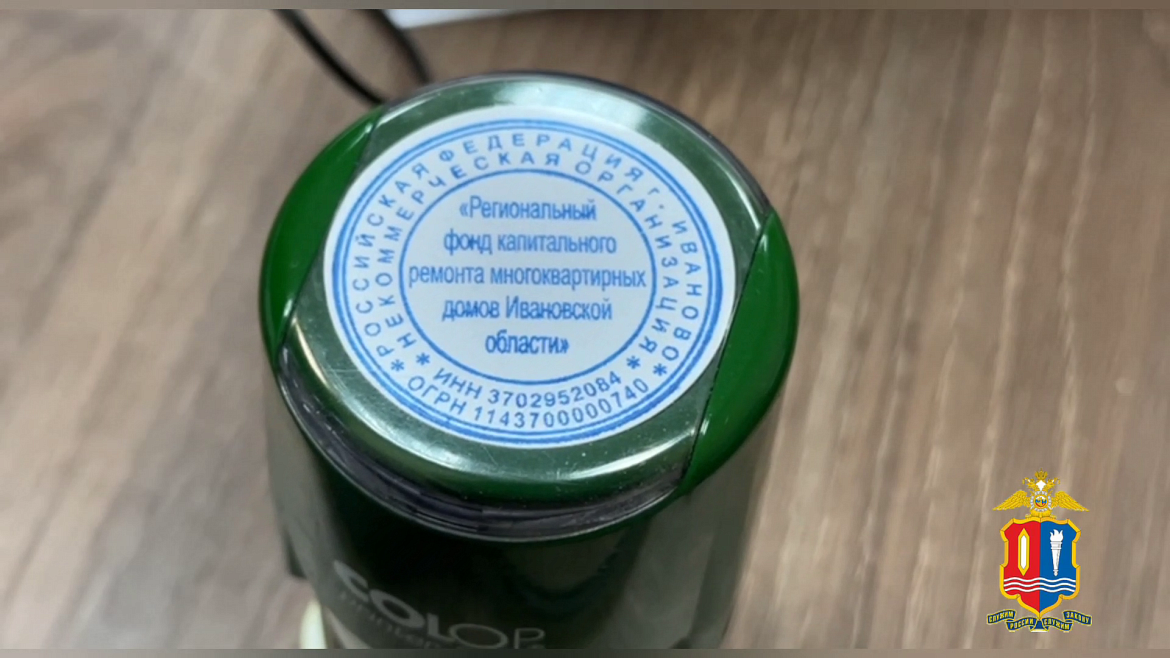 * РОССИЙСКАЯ ФЕДЕРАЦИЯ г. ИВАНОВО *
* НЕКОММЕРЧЕСКАЯ ОРГАНИЗАЦИЯ *
«Региональный
фонд капитального
ремонта многоквартирных
домов Ивановской
области»
ИНН 3702952084
ОГРН 1143700000740
COLOP
СЛУЖИМ РОССИИ СЛУЖИМ ЗАКОНУ